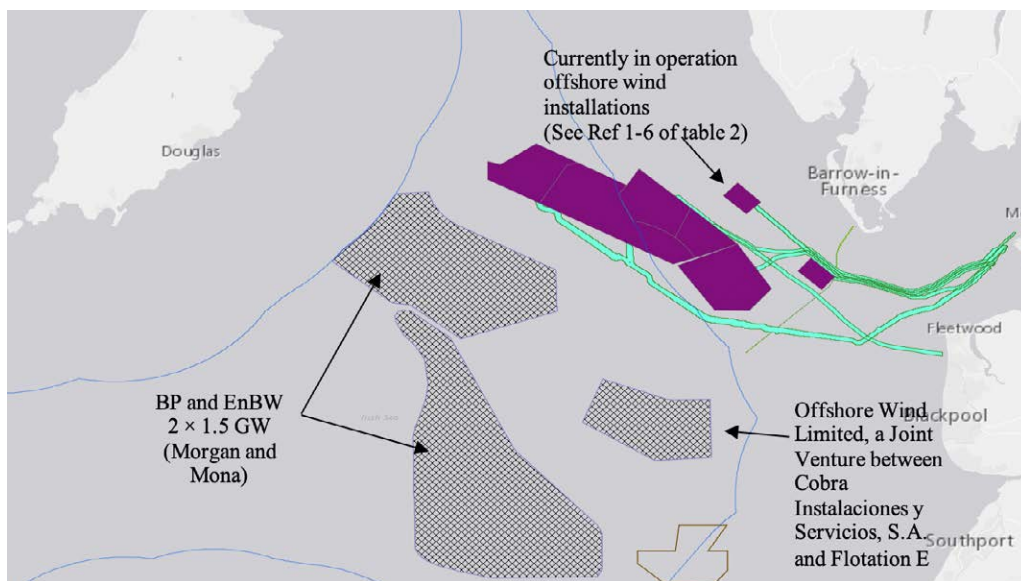 Currently in operation
offshore wind
installations
(See Ref 1-6 of table 2)
Douglas
Barrow-in-
Furness
M
Fleetwood
BP and EnBW
2 × 1.5 GW
(Morgan and
Mona)
Irish Sea
Offshore Wind
Limited, a Joint
Venture between
Cobra
Instalaciones y
Servicios, S.A.
and Flotation E
Blackpool
Southport